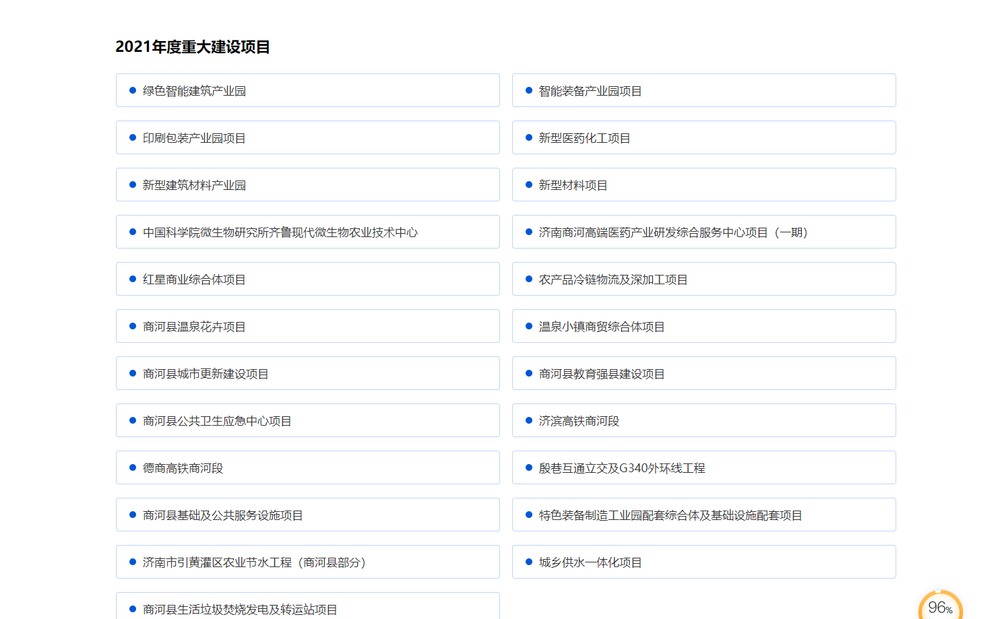 2021年度重大建设项目
绿色智能建筑产业园
智能装备产业园项目
印刷包装产业园项目
新型医药化工项目
新型建筑材料产业园
新型材料项目
中国科学院微生物研究所齐鲁现代微生物农业技术中心
济南商河高端医药产业研发综合服务中心项目（一期）
红星商业综合体项目
农产品冷链物流及深加工项目
商河县温泉花卉项目
温泉小镇商贸综合体项目
商河县城市更新建设项目
商河县教育强县建设项目
商河县公共卫生应急中心项目
济滨高铁商河段
德商高铁商河段
殷巷互通立交及G340外环线工程
商河县基础及公共服务设施项目
特色装备制造工业园配套综合体及基础设施配套项目
济南市引黄灌区农业节水工程（商河县部分）
城乡供水一体化项目
商河县生活垃圾焚烧发电及转运站项目
96%